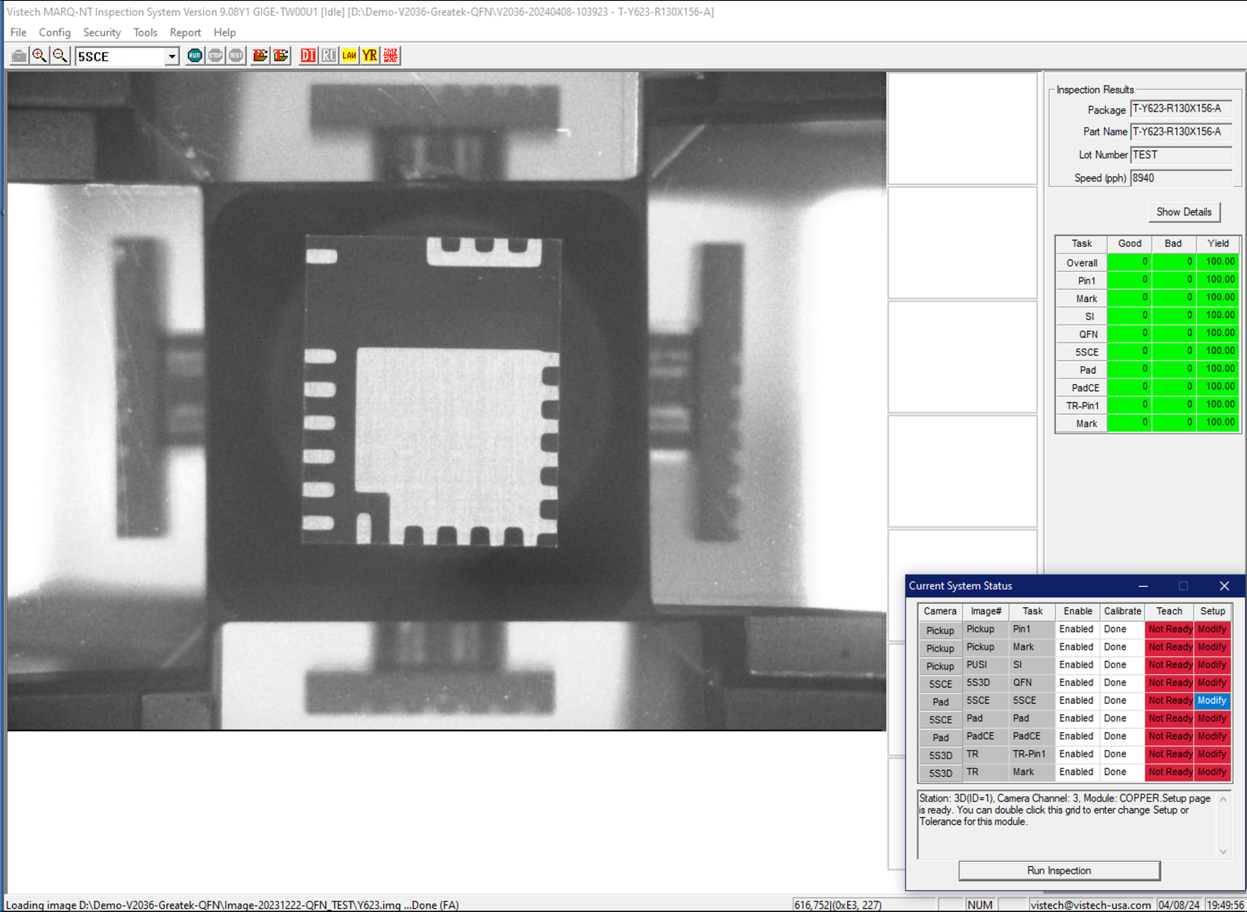 Vistech MARQ-NT Inspection System Version 9.08Y1 GIGE-TW00U1 [Idle] [D:\Demo-V2036-Greatek-QFN\V2036-20240408-103923 - T-Y623-R130X156-A]
File Config Security Tools Report Help
5SCE RUN STOP TEST DI RC LAW YR
Inspection Results
Package T-Y623-R130X156-A
Part Name T-Y623-R130X156-A
Lot Number TEST
Speed (pph) 8940
Show Details
Task Good Bad Yield
Overall 0 0 100.00
Pin1 0 0 100.00
Mark 0 0 100.00
SI 0 0 100.00
QFN 0 0 100.00
5SCE 0 0 100.00
Pad 0 0 100.00
PadCE 0 0 100.00
TR-Pin1 0 0 100.00
Mark 0 0 100.00
Current System Status
Camera Image# Task Enable Calibrate Teach Setup
Pickup Pickup Pin1 Enabled Done Not Ready Modify
Pickup Pickup Mark Enabled Done Not Ready Modify
Pickup PUSI SI Enabled Done Not Ready Modify
5SCE 5S3D QFN Enabled Done Not Ready Modify
Pad 5SCE 5SCE Enabled Done Not Ready Modify
5SCE Pad Pad Enabled Done Not Ready Modify
Pad PadCE PadCE Enabled Done Not Ready Modify
5S3D TR TR-Pin1 Enabled Done Not Ready Modify
5S3D TR Mark Enabled Done Not Ready Modify
Station: 3D(ID=1), Camera Channel: 3, Module: COPPER.Setup page
is ready. You can double click this grid to enter change Setup or
Tolerance for this module.
Run Inspection
Loading image D:\Demo-V2036-Greatek-QFN\Image-20231222-QFN_TEST\Y623.img ...Done (FA) 616,752|(0xE3, 227) NUM vistech@vistech-usa.com 04/08/24 19:49:56